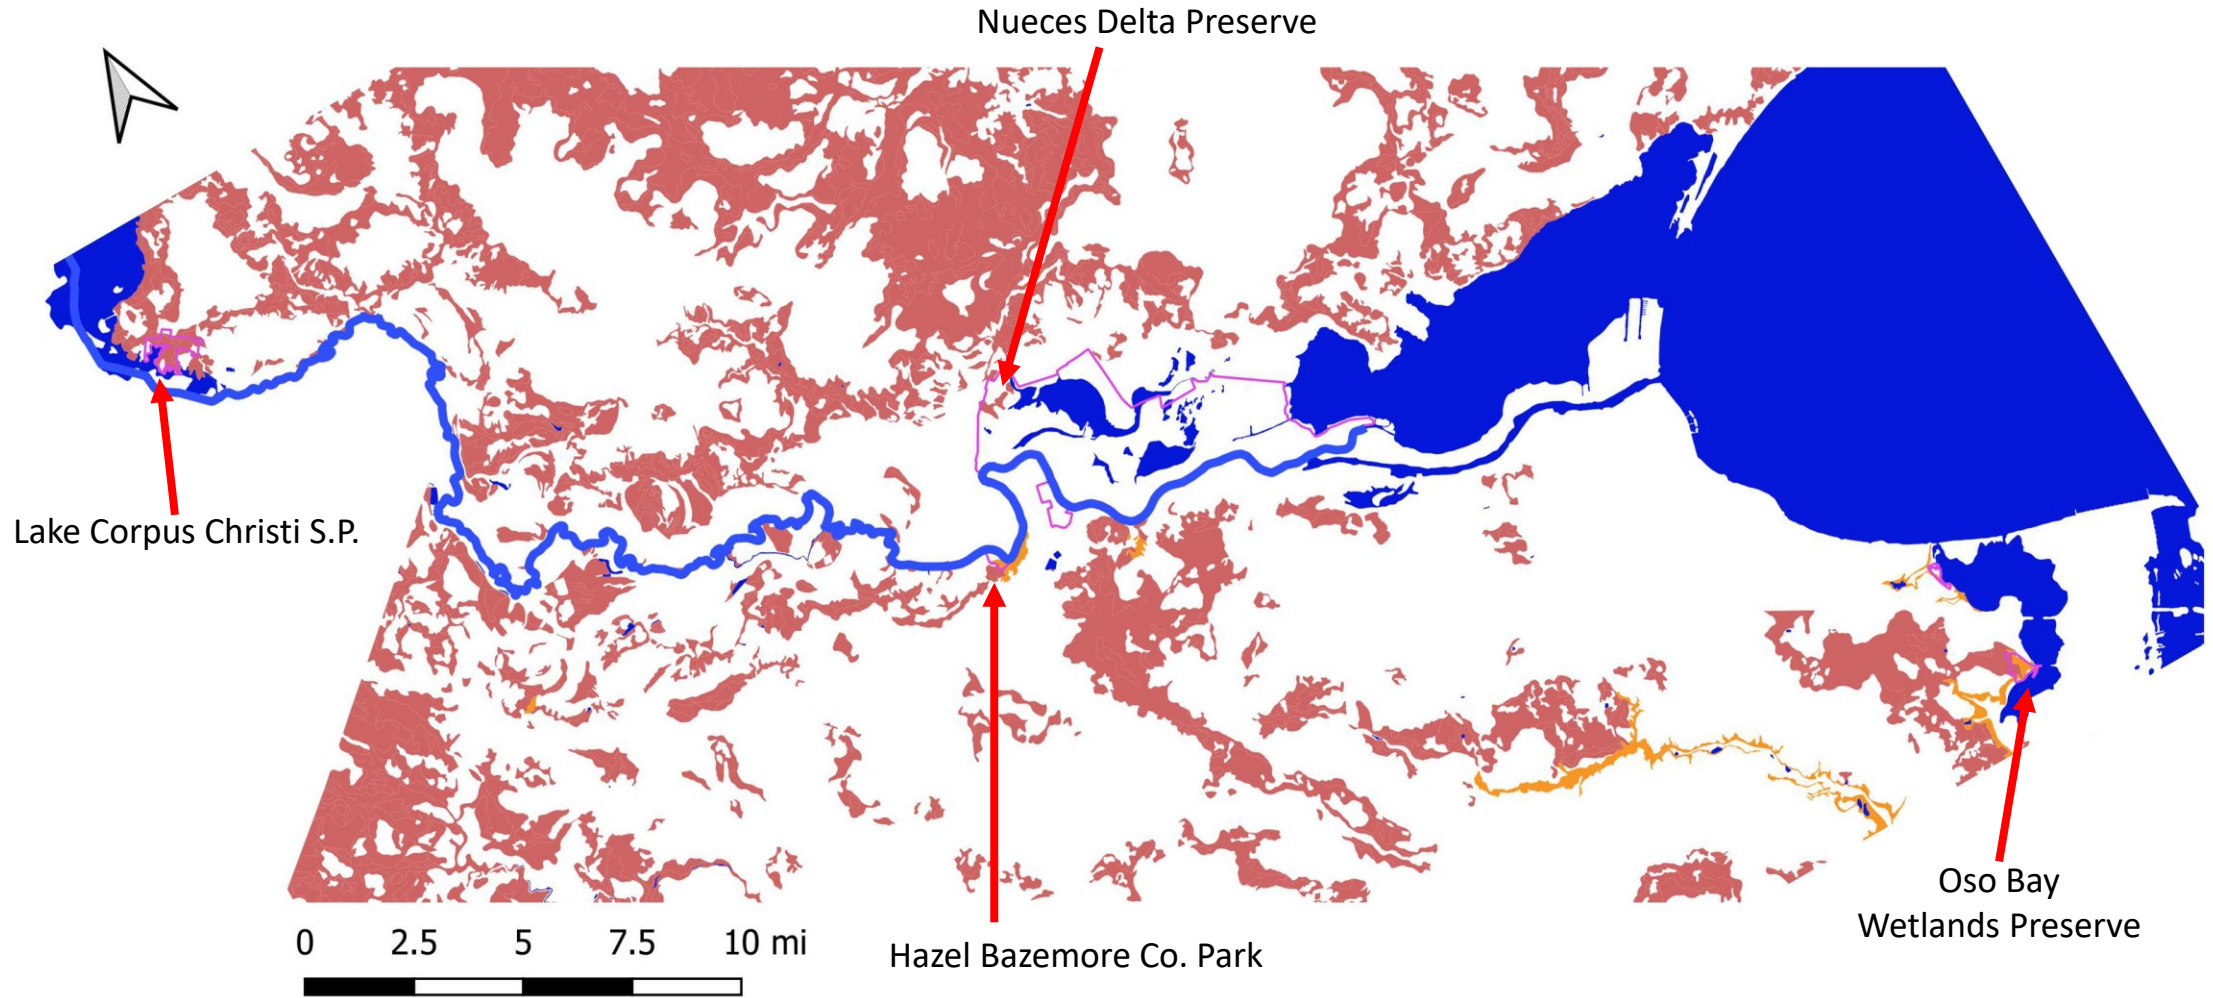 Nueces Delta Preserve
Lake Corpus Christi S.P.
Oso Bay
Wetlands Preserve
0 2.5 5 7.5 10 mi
Hazel Bazemore Co. Park